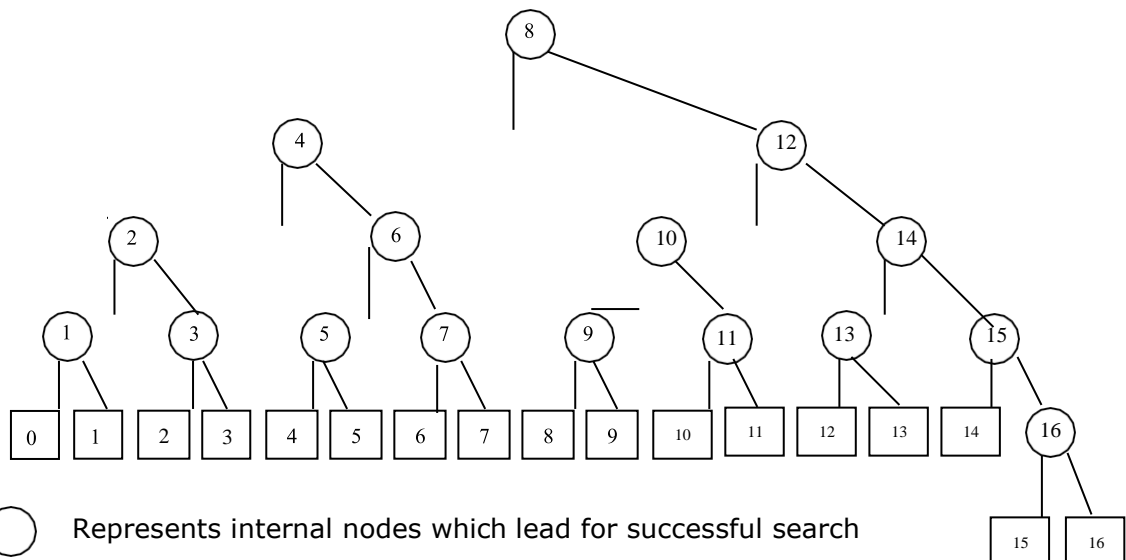 8
4 12
2 6 10 14
1 3 5 7 9 11 13 15
0 1 2 3 4 5 6 7 8 9 10 11 12 13 14 16
Represents internal nodes which lead for successful search
15 16